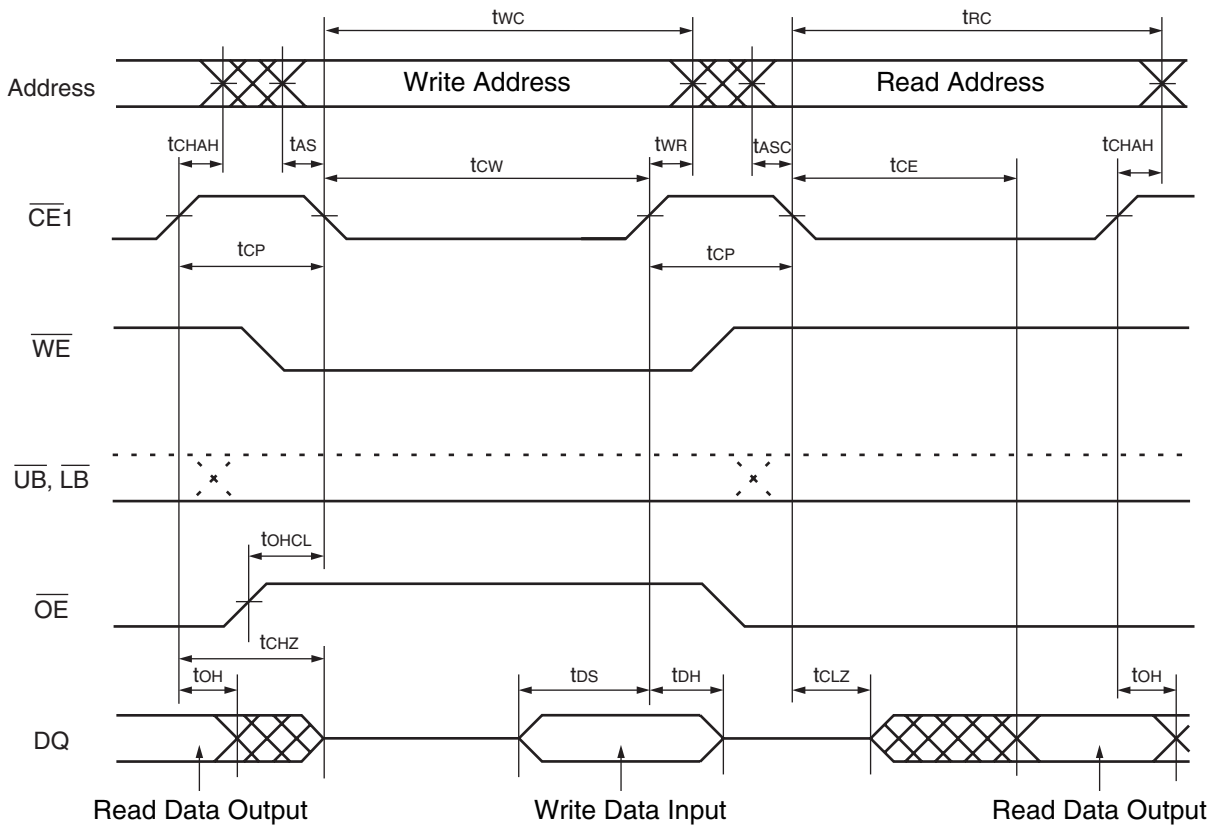 tWC tRC
Address Write Address Read Address
tCHAH tAS tCW tWR tASC tCE tCHAH
CE1
tCP tCP
WE
UB, LB
tOHCL
OE
tCHZ
tOH tDS tDH tCLZ tOH
DQ
Read Data Output Write Data Input Read Data Output